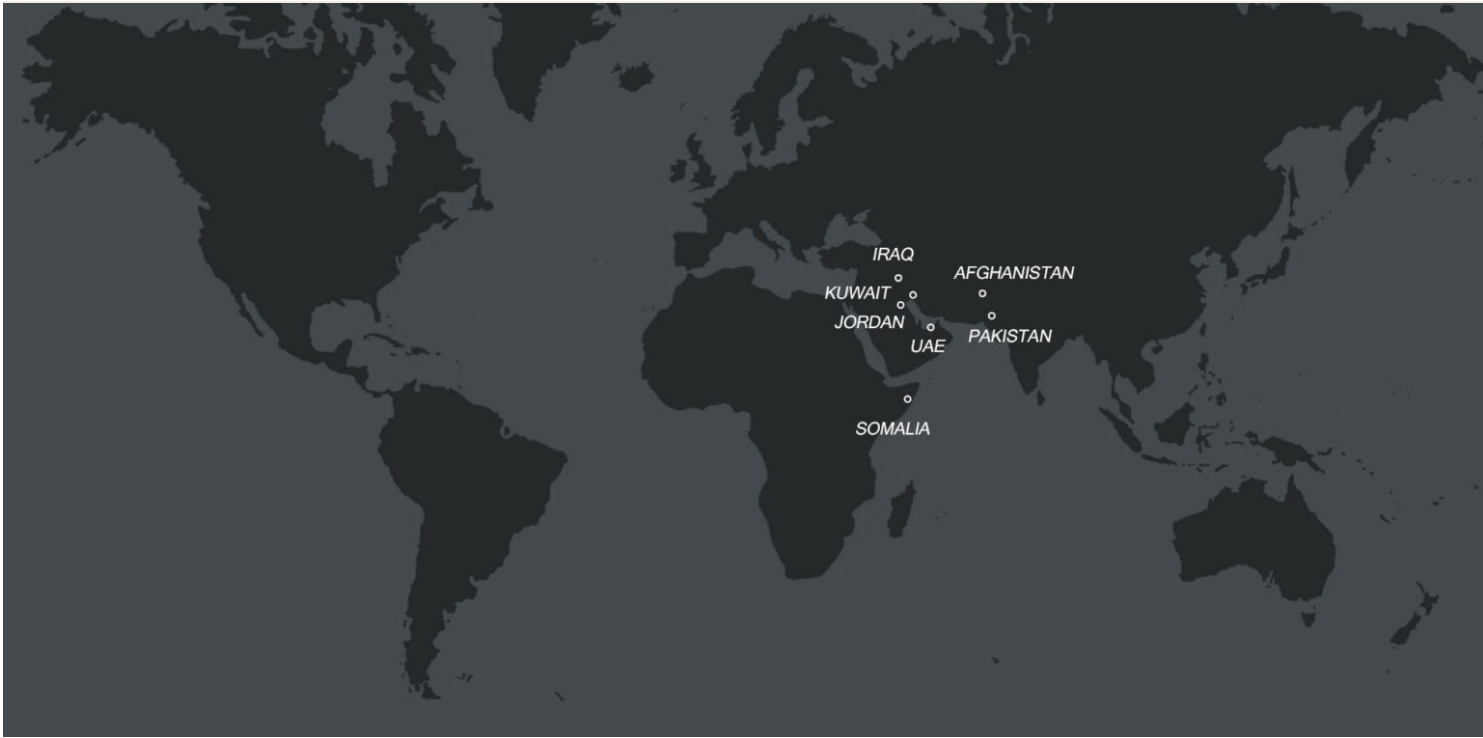 IRAQ
AFGHANISTAN
KUWAIT
JORDAN
PAKISTAN
UAE
SOMALIA